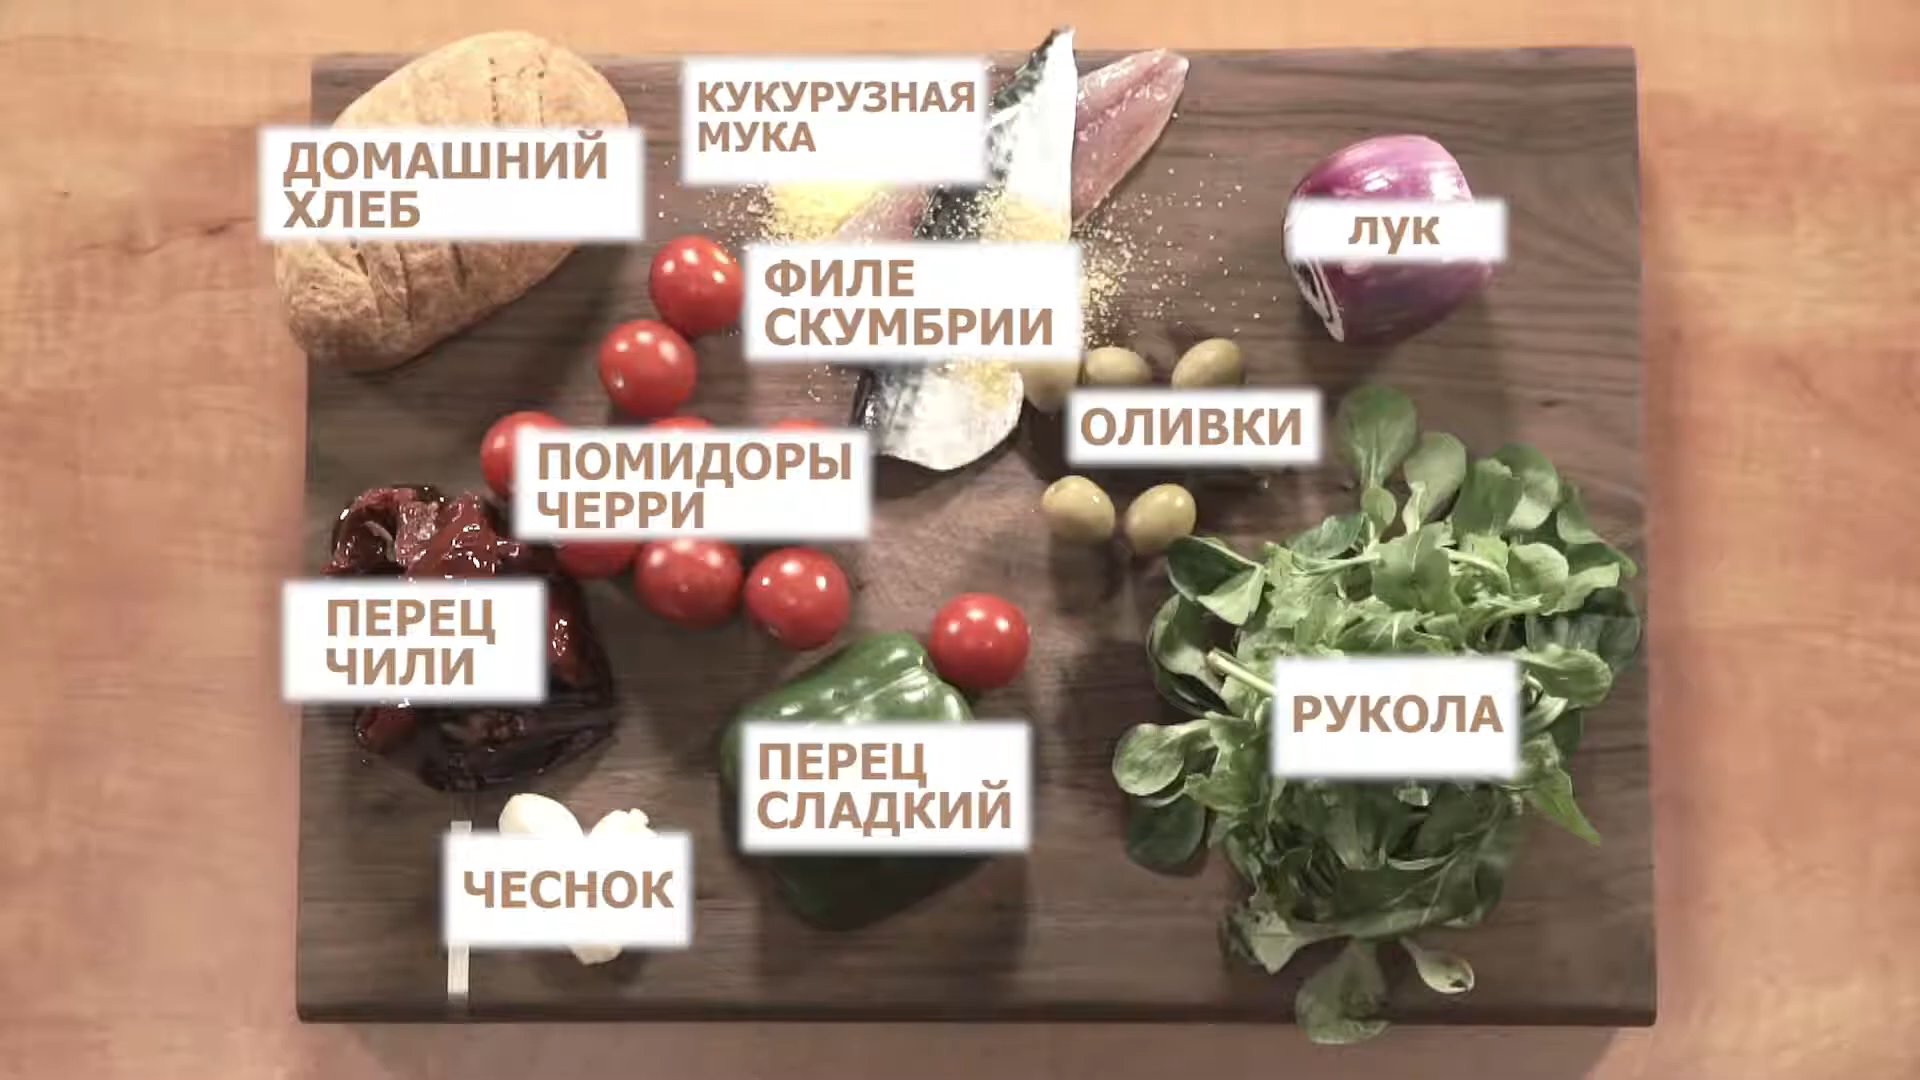 КУКУРУЗНАЯ
МУКА
ДОМАШНИЙ
ХЛЕБ
лук
ФИЛЕ
СКУМБРИИ
ОЛИВКИ
ПОМИДОРЫ
ЧЕРРИ
ПЕРЕЦ
ЧИЛИ
РУКОЛА
ПЕРЕЦ
СЛАДКИЙ
ЧЕСНОК